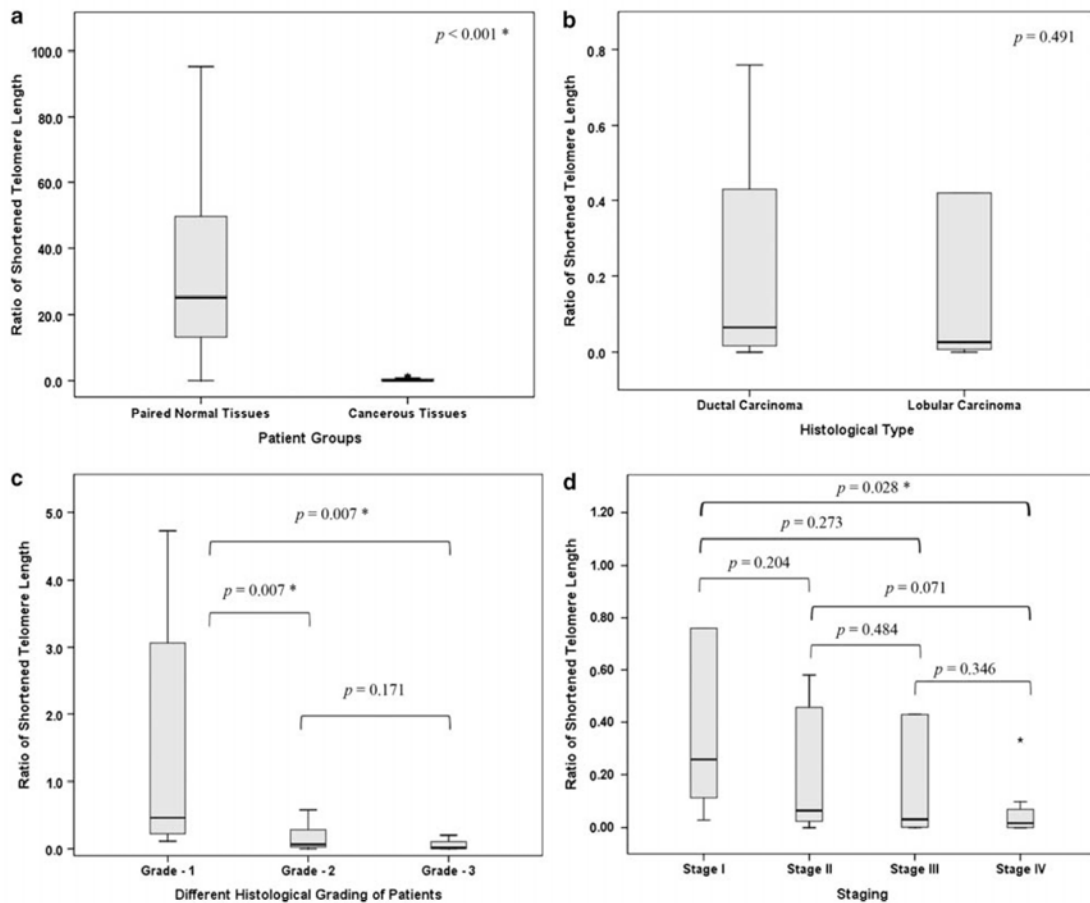 a
p < 0.001 *
Ratio of Shortened Telomere Length
100.0
80.0
60.0
40.0
20.0
0.0
Paired Normal Tissues
Cancerous Tissues
Patient Groups
b
p = 0.491
Ratio of Shortened Telomere Length
0.8
0.6
0.4
0.2
0.0
Ductal Carcinoma
Lobular Carcinoma
Histological Type
c
p = 0.007 *
p = 0.007 *
p = 0.171
Ratio of Shortened Telomere Length
5.0
4.0
3.0
2.0
1.0
0.0
Grade - 1
Grade - 2
Grade - 3
Different Histological Grading of Patients
d
p = 0.028 *
p = 0.273
p = 0.204
p = 0.071
p = 0.484
p = 0.346
*
Ratio of Shortened Telomere Length
1.20
1.00
0.80
0.60
0.40
0.20
0.00
Stage I
Stage II
Stage III
Stage IV
Staging